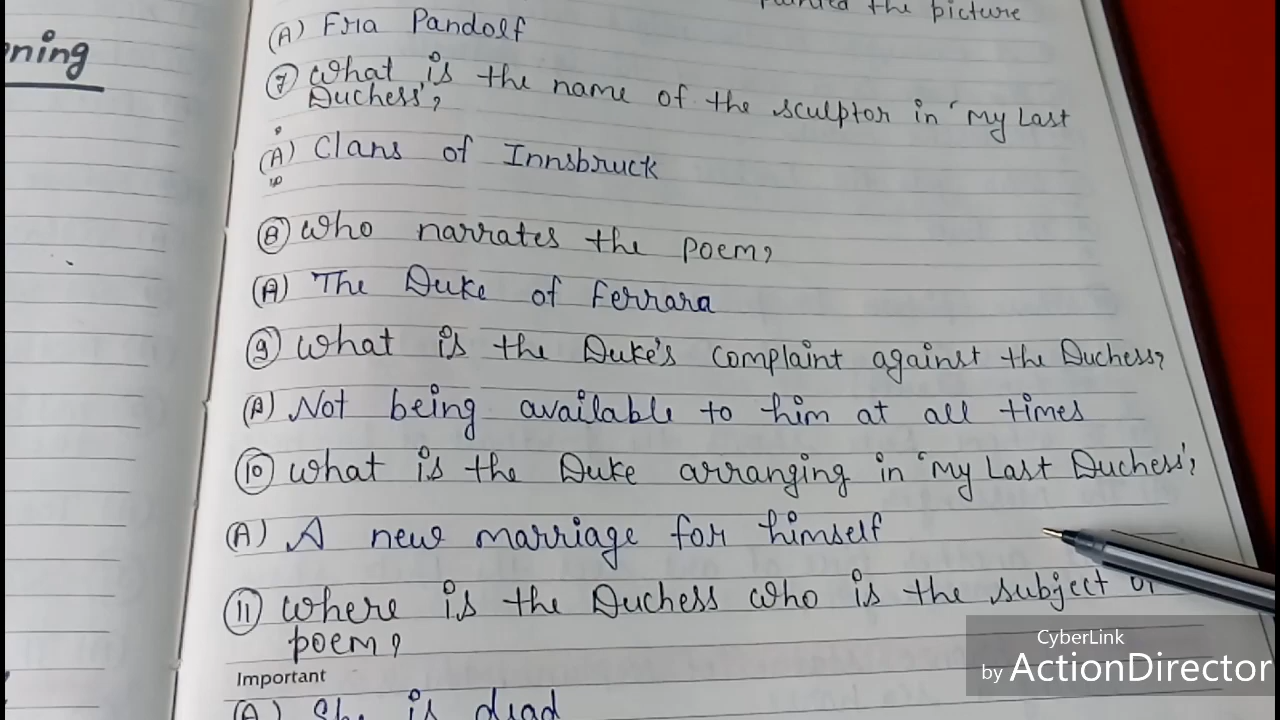 painted the picture
ning
(A) Fra Pandolf
⑦ What is the name of the sculptor in 'My Last
Duchess'?
(A) Clans of Innsbruck
⑧ Who narrates the poem?
(A) The Duke of Ferrara
⑨ What is the Duke's complaint against the Duchess?
(A) Not being available to him at all times
⑩ What is the Duke arranging in 'My Last Duchess'?
(A) A new marriage for himself
⑪ Where is the Duchess who is the subject of
poem?
CyberLink
by ActionDirector
Important
(A) She is dead